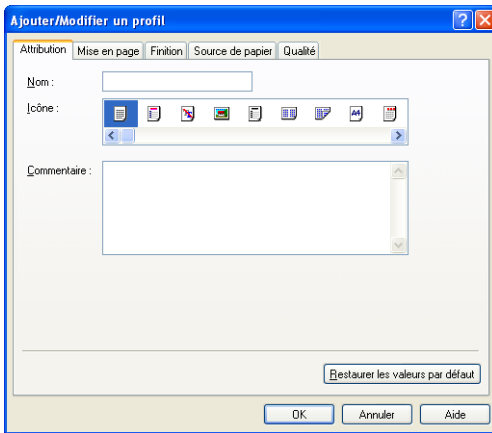 Ajouter/Modifier un profil
Attribution Mise en page Finition Source de papier Qualité
Nom :
Icône :
A4
Commentaire :
Restaurer les valeurs par défaut
OK Annuler Aide